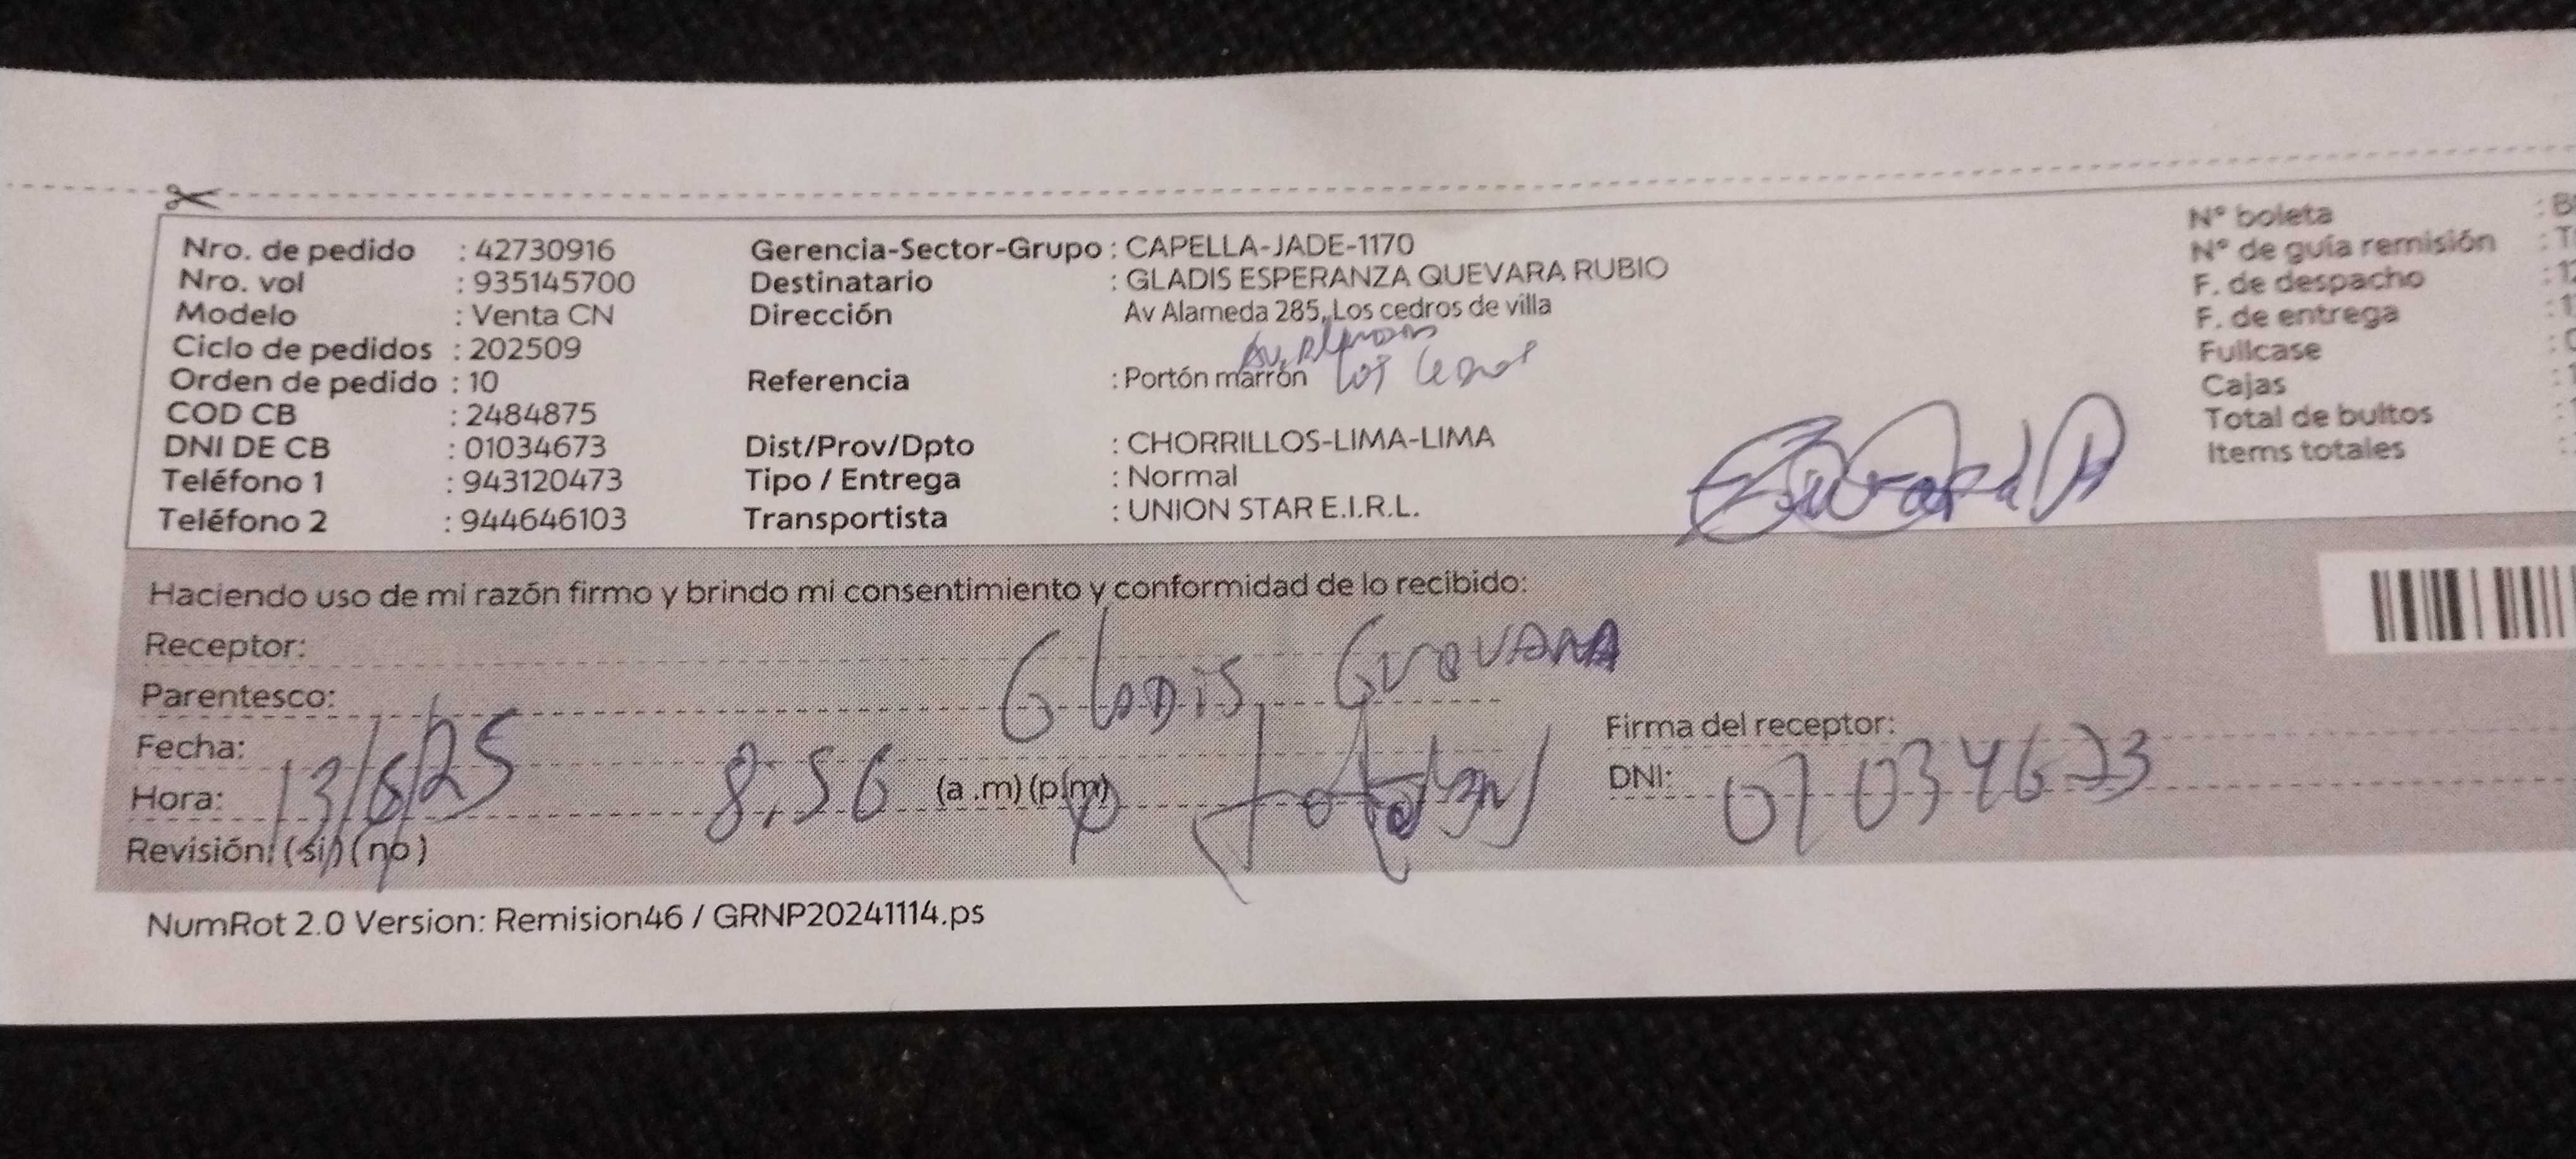 Nro. de pedido : 42730916
Nro. vol : 935145700
Modelo : Venta CN
Ciclo de pedidos : 202509
Orden de pedido : 10
COD CB : 2484875
DNI DE CB : 01034673
Teléfono 1 : 943120473
Teléfono 2 : 944646103
Gerencia-Sector-Grupo : CAPELLA-JADE-1170
Destinatario : GLADIS ESPERANZA QUEVARA RUBIO
Dirección Av Alameda 285, Los cedros de villa
Av.
Los
Referencia : Portón marrón
Dist/Prov/Dpto : CHORRILLOS-LIMA-LIMA
Tipo / Entrega : Normal
Transportista : UNION STAR E.I.R.L.
N° boleta : B
N° de guía remisión : T
F. de despacho : 1
F. de entrega : 1
Fullcase
Cajas : 1
Total de bultos
Items totales
Haciendo uso de mi razón firmo y brindo mi consentimiento y conformidad de lo recibido:
Receptor: Gladis
Parentesco:
Fecha: 13/6/25
Hora: 8:56 (a .m) (p.m)
Revisión: (si) (no)
Firma del receptor:
DNI: 01034673
NumRot 2.0 Version: Remision46 / GRNP20241114.ps